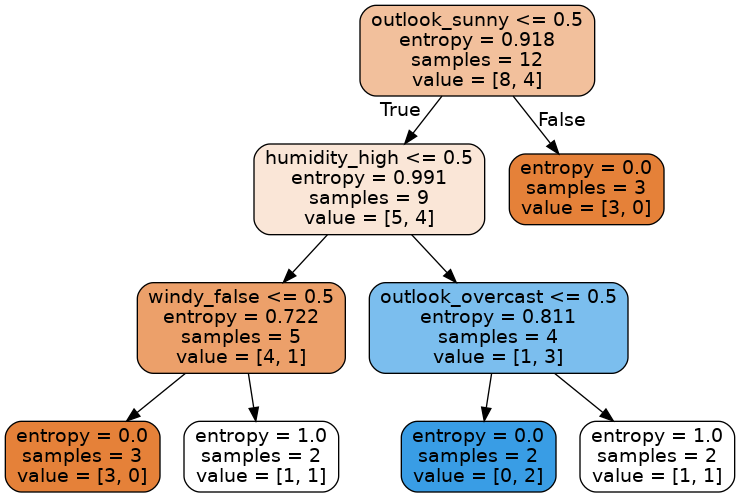 outlook_sunny <= 0.5
entropy = 0.918
samples = 12
value = [8, 4]
True
False
humidity_high <= 0.5
entropy = 0.991
samples = 9
value = [5, 4]
entropy = 0.0
samples = 3
value = [3, 0]
windy_false <= 0.5
entropy = 0.722
samples = 5
value = [4, 1]
outlook_overcast <= 0.5
entropy = 0.811
samples = 4
value = [1, 3]
entropy = 0.0
samples = 3
value = [3, 0]
entropy = 1.0
samples = 2
value = [1, 1]
entropy = 0.0
samples = 2
value = [0, 2]
entropy = 1.0
samples = 2
value = [1, 1]